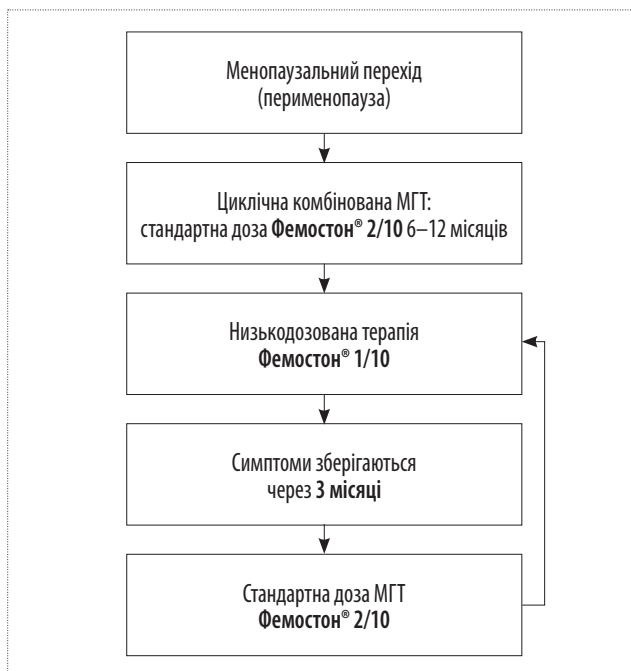 Менопаузальний перехід
(перименопауза)
Циклічна комбінована МГТ:
стандартна доза Фемостон® 2/10 6–12 місяців
Низькодозована терапія
Фемостон® 1/10
Симптоми зберігаються
через 3 місяці
Стандартна доза МГТ
Фемостон® 2/10